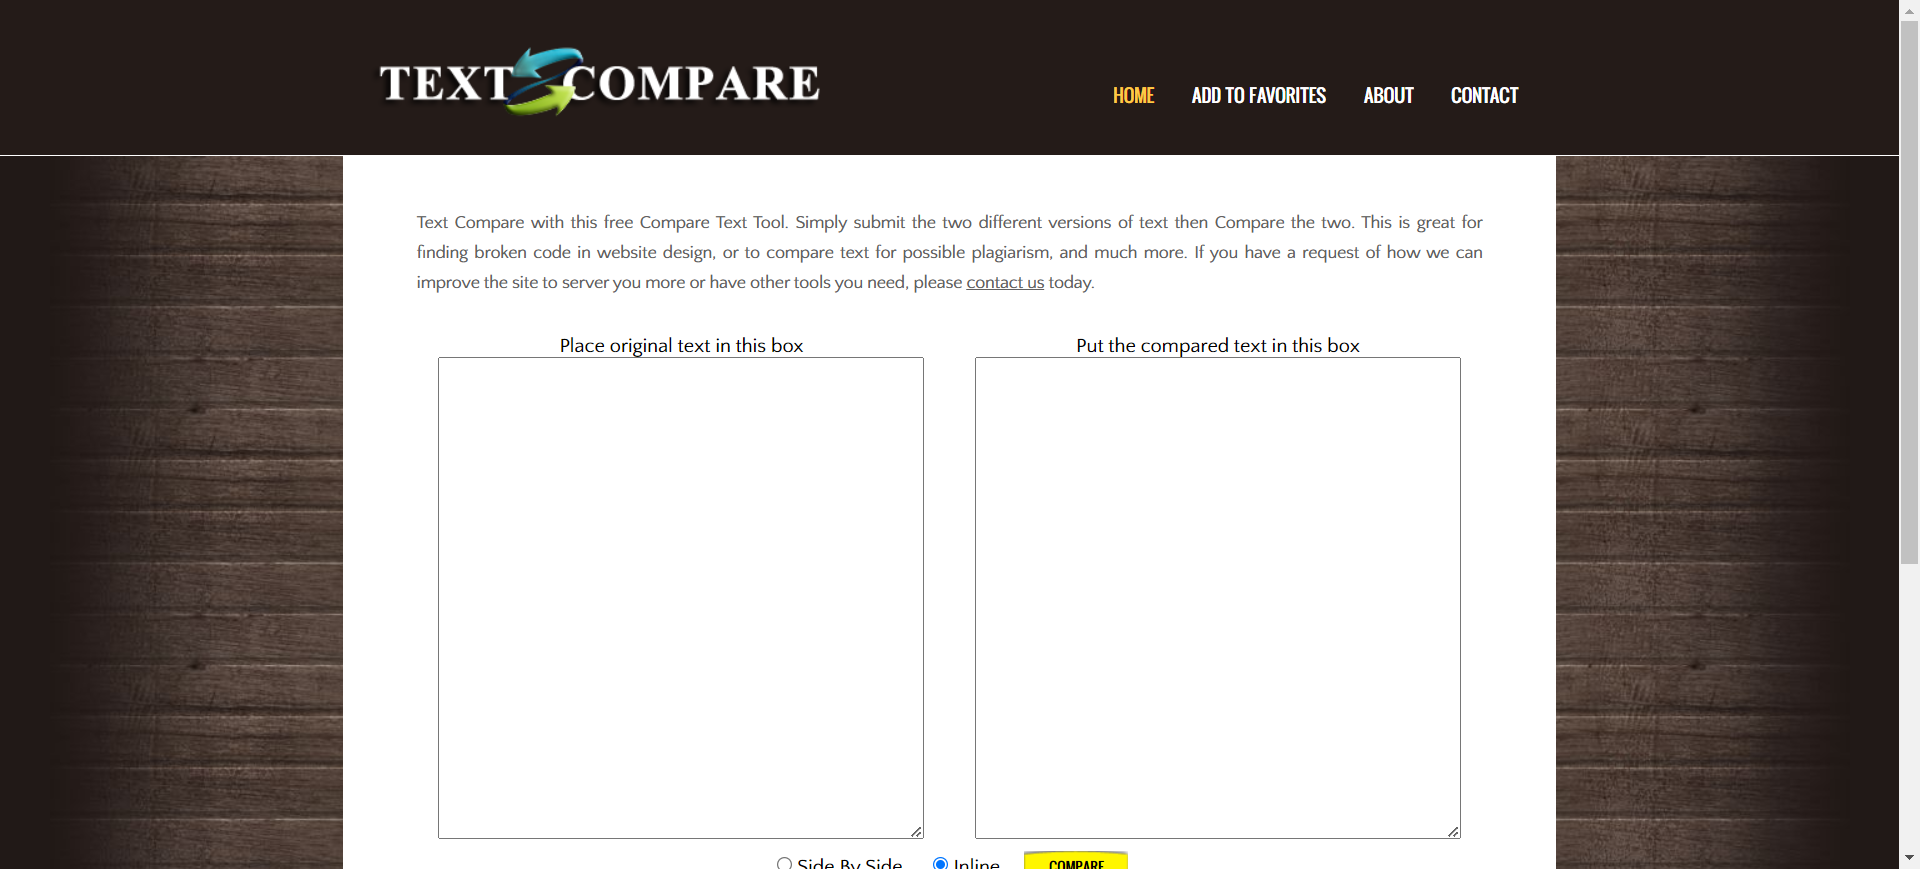 TEXT COMPARE
HOME ADD TO FAVORITES ABOUT CONTACT
Text Compare with this free Compare Text Tool. Simply submit the two different versions of text then Compare the two. This is great for
finding broken code in website design, or to compare text for possible plagiarism, and much more. If you have a request of how we can
improve the site to server you more or have other tools you need, please contact us today.
Place original text in this box
Put the compared text in this box
Side By Side Inline COMPARE